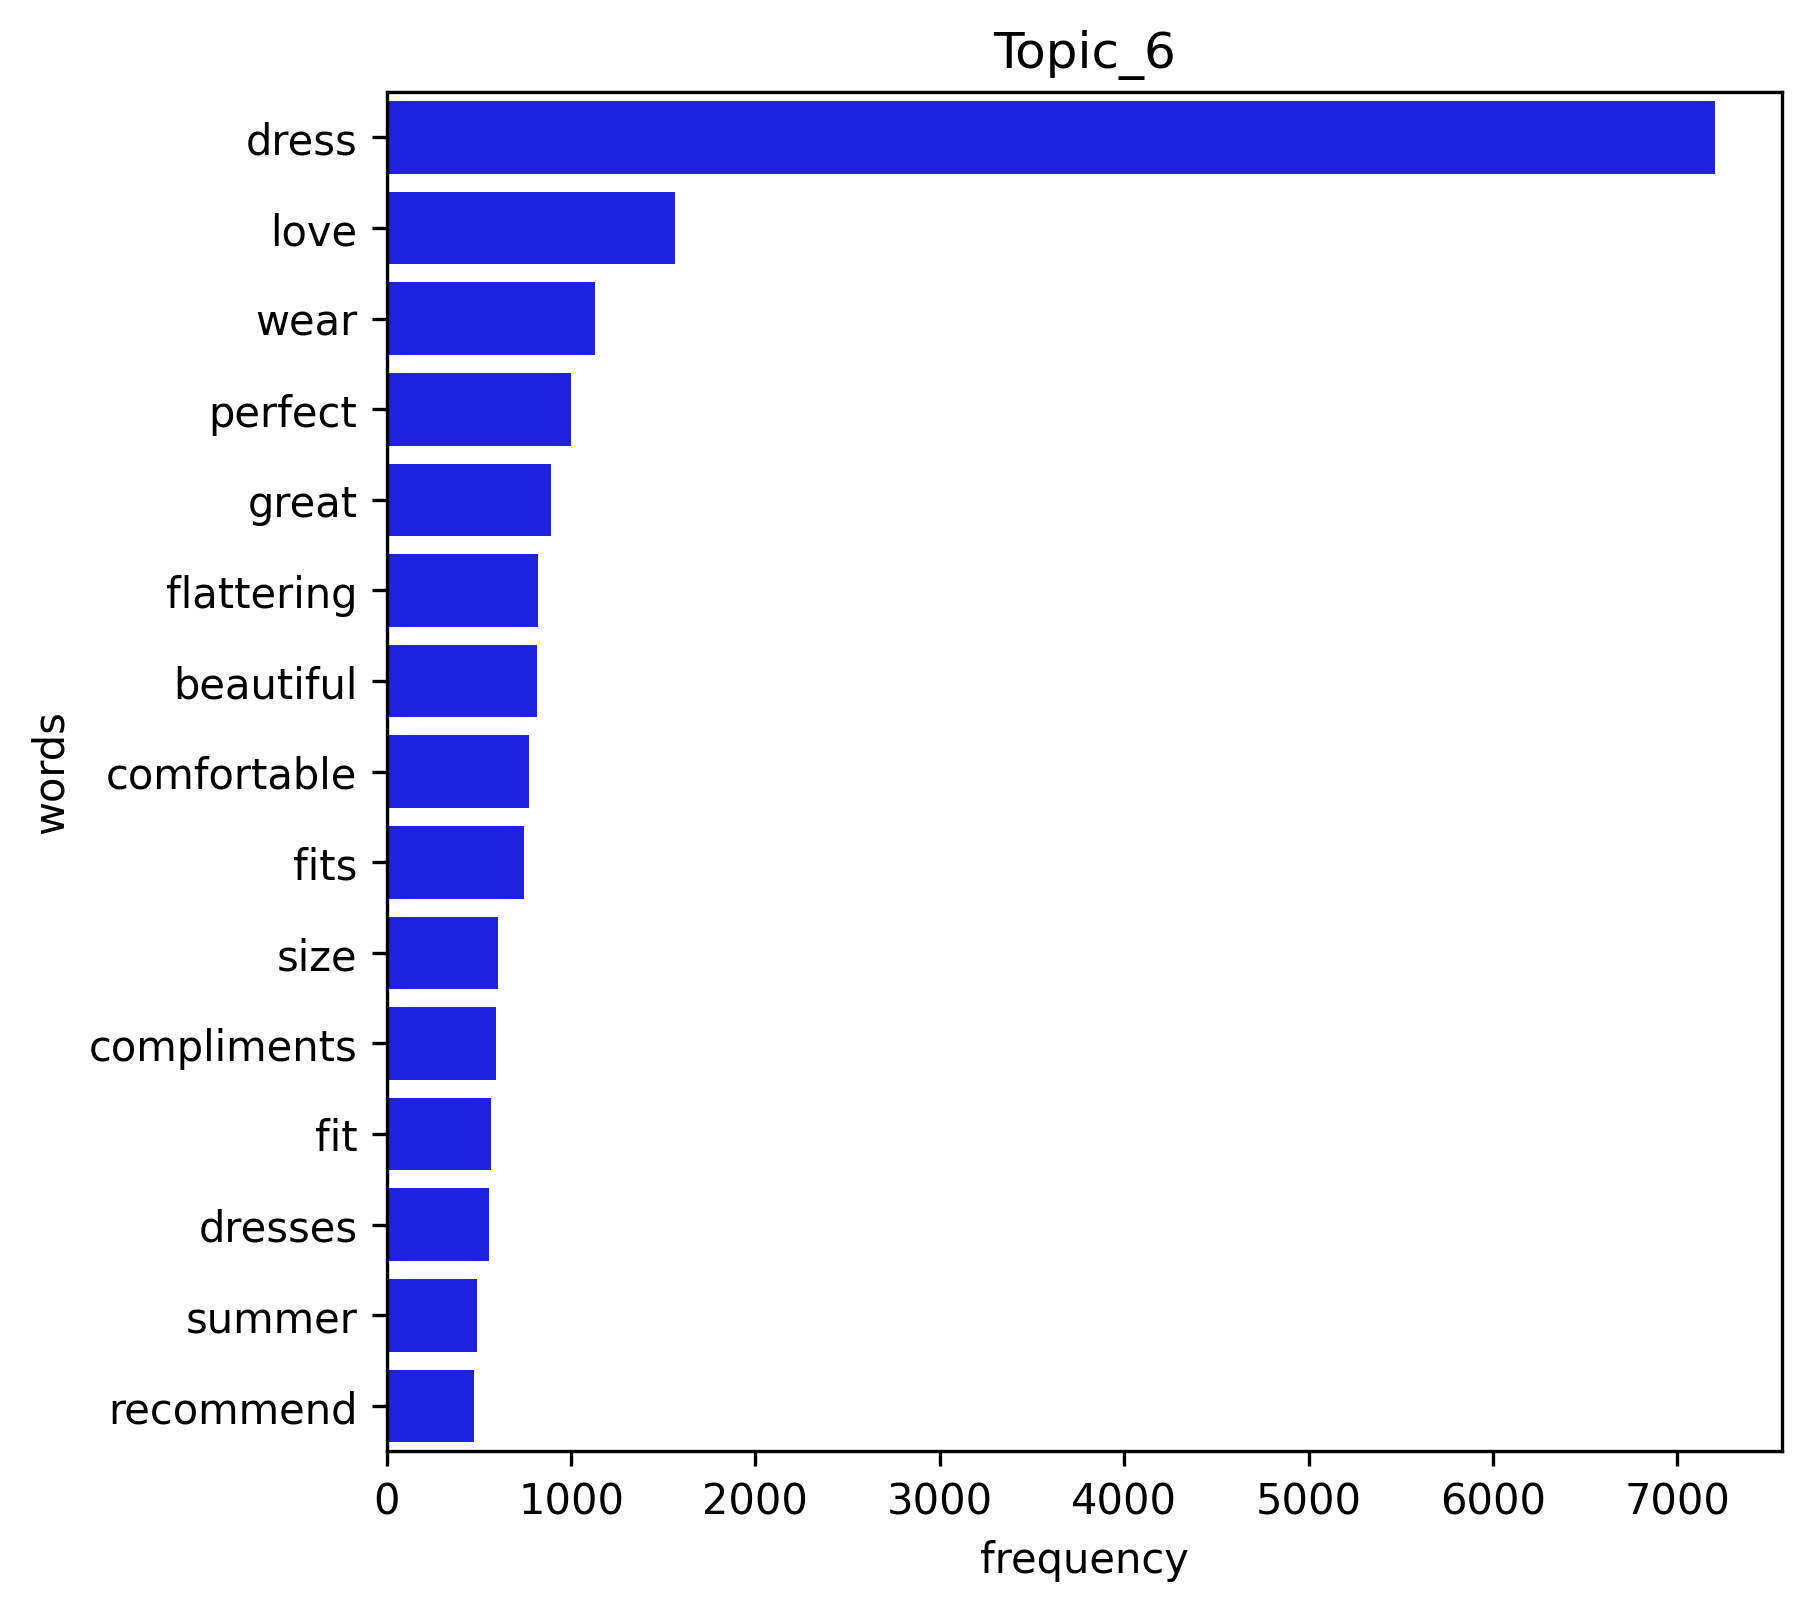 Topic_6
dress
love
wear
perfect
great
flattering
beautiful
comfortable
fits
size
compliments
fit
dresses
summer
recommend
words
0 1000 2000 3000 4000 5000 6000 7000
frequency